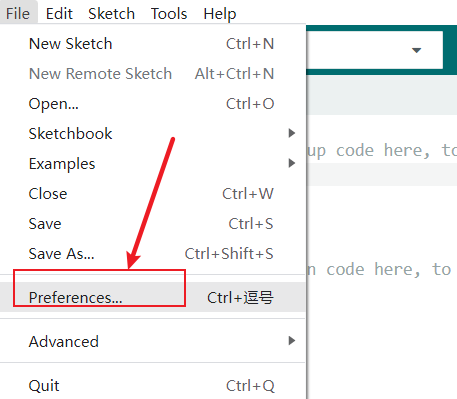 File Edit Sketch Tools Help
New Sketch Ctrl+N
New Remote Sketch Alt+Ctrl+N
Open... Ctrl+O
Sketchbook
up code here, to
Examples
Close Ctrl+W
Save Ctrl+S
Save As... Ctrl+Shift+S
n code here, to
Preferences... Ctrl+逗号
Advanced
Quit Ctrl+Q